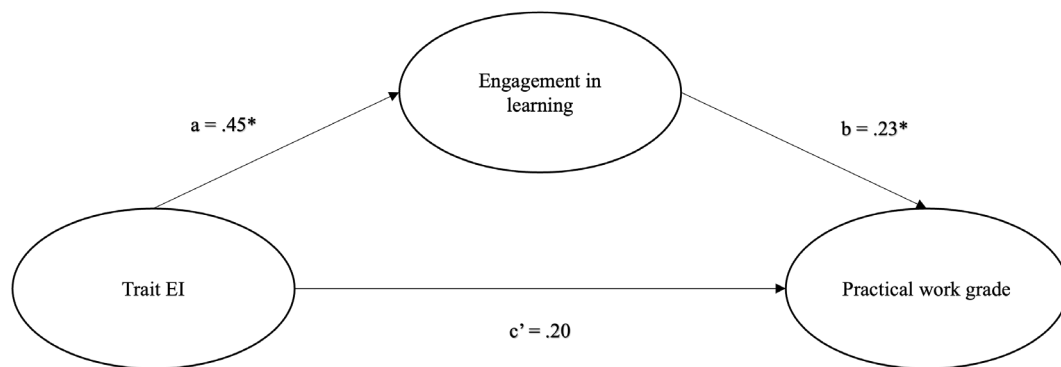 Engagement in
learning
a = .45*
b = .23*
Trait EI
Practical work grade
c’ = .20